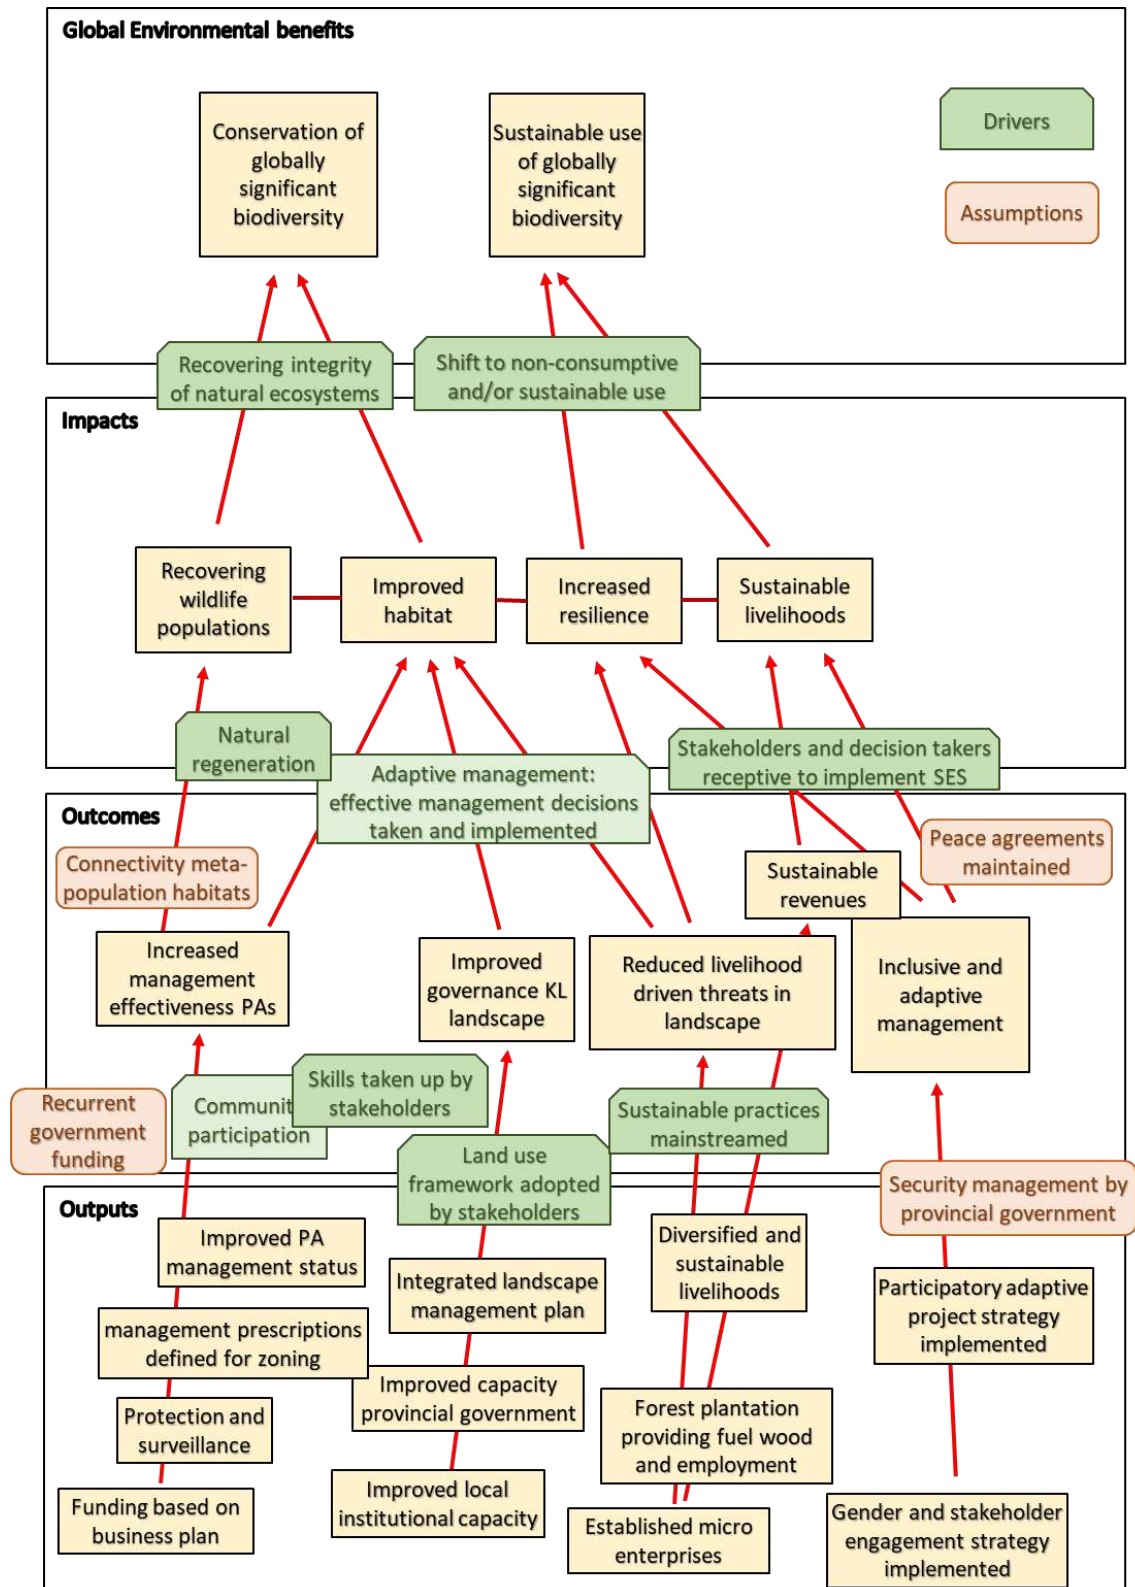 Global Environmental benefits
Conservation of
globally
significant
biodiversity
Sustainable use
of globally
significant
biodiversity
Drivers
Assumptions
Recovering integrity
of natural ecosystems
Shift to non-consumptive
and/or sustainable use
Impacts
Recovering
wildlife
populations
Improved
habitat
Increased
resilience
Sustainable
livelihoods
Natural
regeneration
Adaptive management:
effective management decisions
taken and implemented
Stakeholders and decision takers
receptive to implement SES
Outcomes
Connectivity meta-
population habitats
Peace agreements
maintained
Sustainable
revenues
Increased
management
effectiveness PAs
Improved
governance KL
landscape
Reduced livelihood
driven threats in
landscape
Inclusive and
adaptive
management
Recurrent
government
funding
Communit
participation
Skills taken up by
stakeholders
Sustainable practices
mainstreamed
Land use
framework adopted
by stakeholders
Security management by
provincial government
Outputs
Improved PA
management status
Integrated landscape
management plan
Diversified and
sustainable
livelihoods
Participatory adaptive
project strategy
implemented
management prescriptions
defined for zoning
Improved capacity
provincial government
Protection and
surveillance
Forest plantation
providing fuel wood
and employment
Funding based on
business plan
Improved local
institutional capacity
Established micro
enterprises
Gender and stakeholder
engagement strategy
implemented